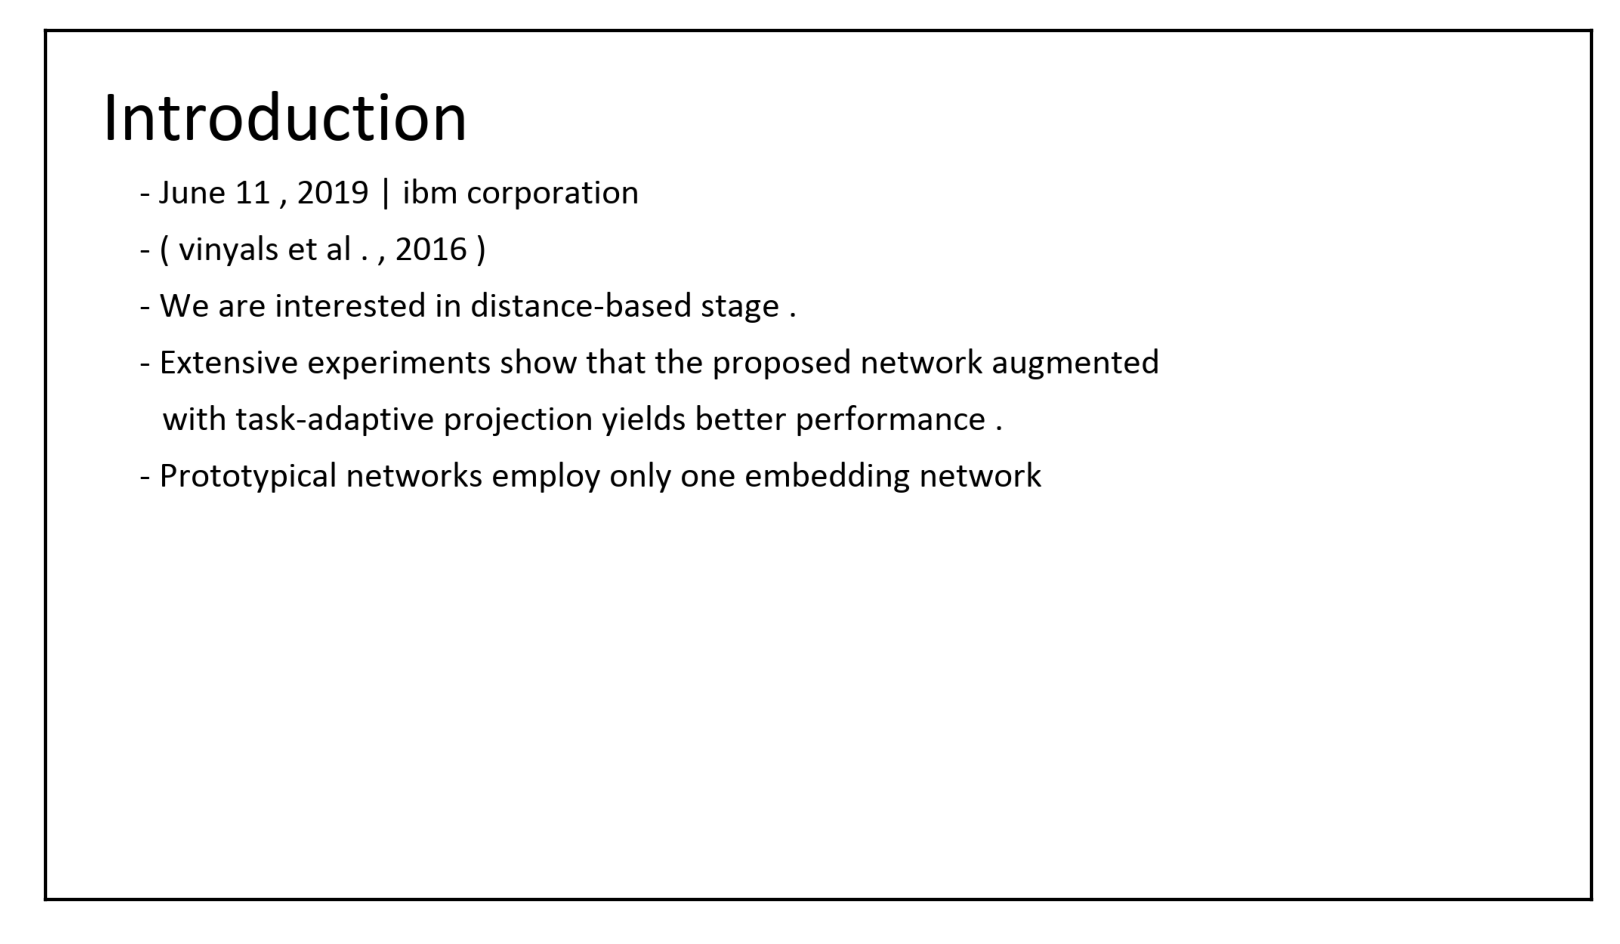 Introduction
- June 11 , 2019 | ibm corporation
- ( vinyals et al . , 2016 )
- We are interested in distance-based stage .
- Extensive experiments show that the proposed network augmented
with task-adaptive projection yields better performance .
- Prototypical networks employ only one embedding network